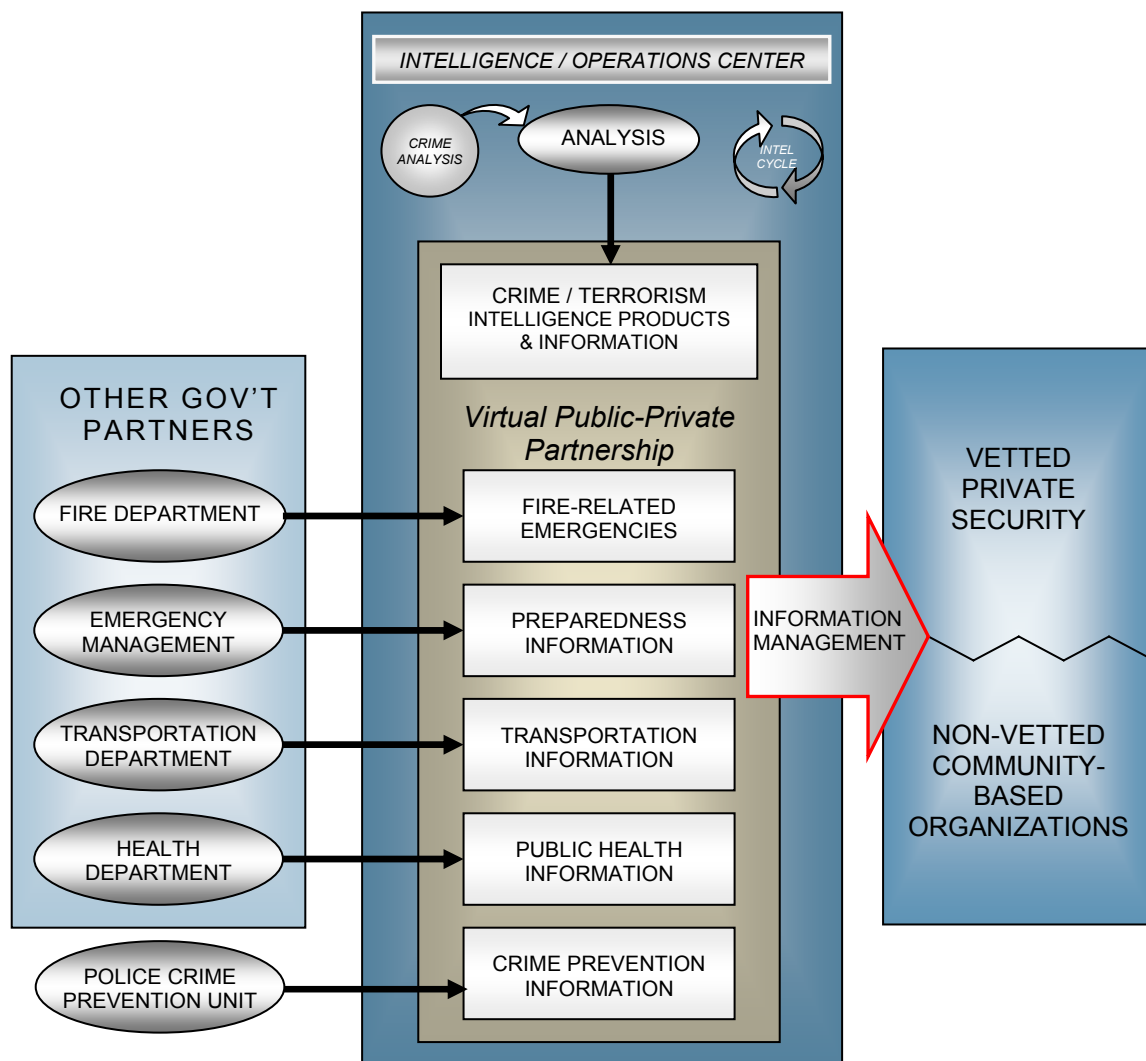 INTELLIGENCE / OPERATIONS CENTER
CRIME
ANALYSIS
ANALYSIS
INTEL
CYCLE
CRIME / TERRORISM
INTELLIGENCE PRODUCTS
& INFORMATION
OTHER GOV’T
PARTNERS
Virtual Public-Private
Partnership
FIRE DEPARTMENT
FIRE-RELATED
EMERGENCIES
EMERGENCY
MANAGEMENT
PREPAREDNESS
INFORMATION
TRANSPORTATION
DEPARTMENT
TRANSPORTATION
INFORMATION
HEALTH
DEPARTMENT
PUBLIC HEALTH
INFORMATION
POLICE CRIME
PREVENTION UNIT
CRIME PREVENTION
INFORMATION
INFORMATION
MANAGEMENT
VETTED
PRIVATE
SECURITY
NON-VETTED
COMMUNITY-
BASED
ORGANIZATIONS